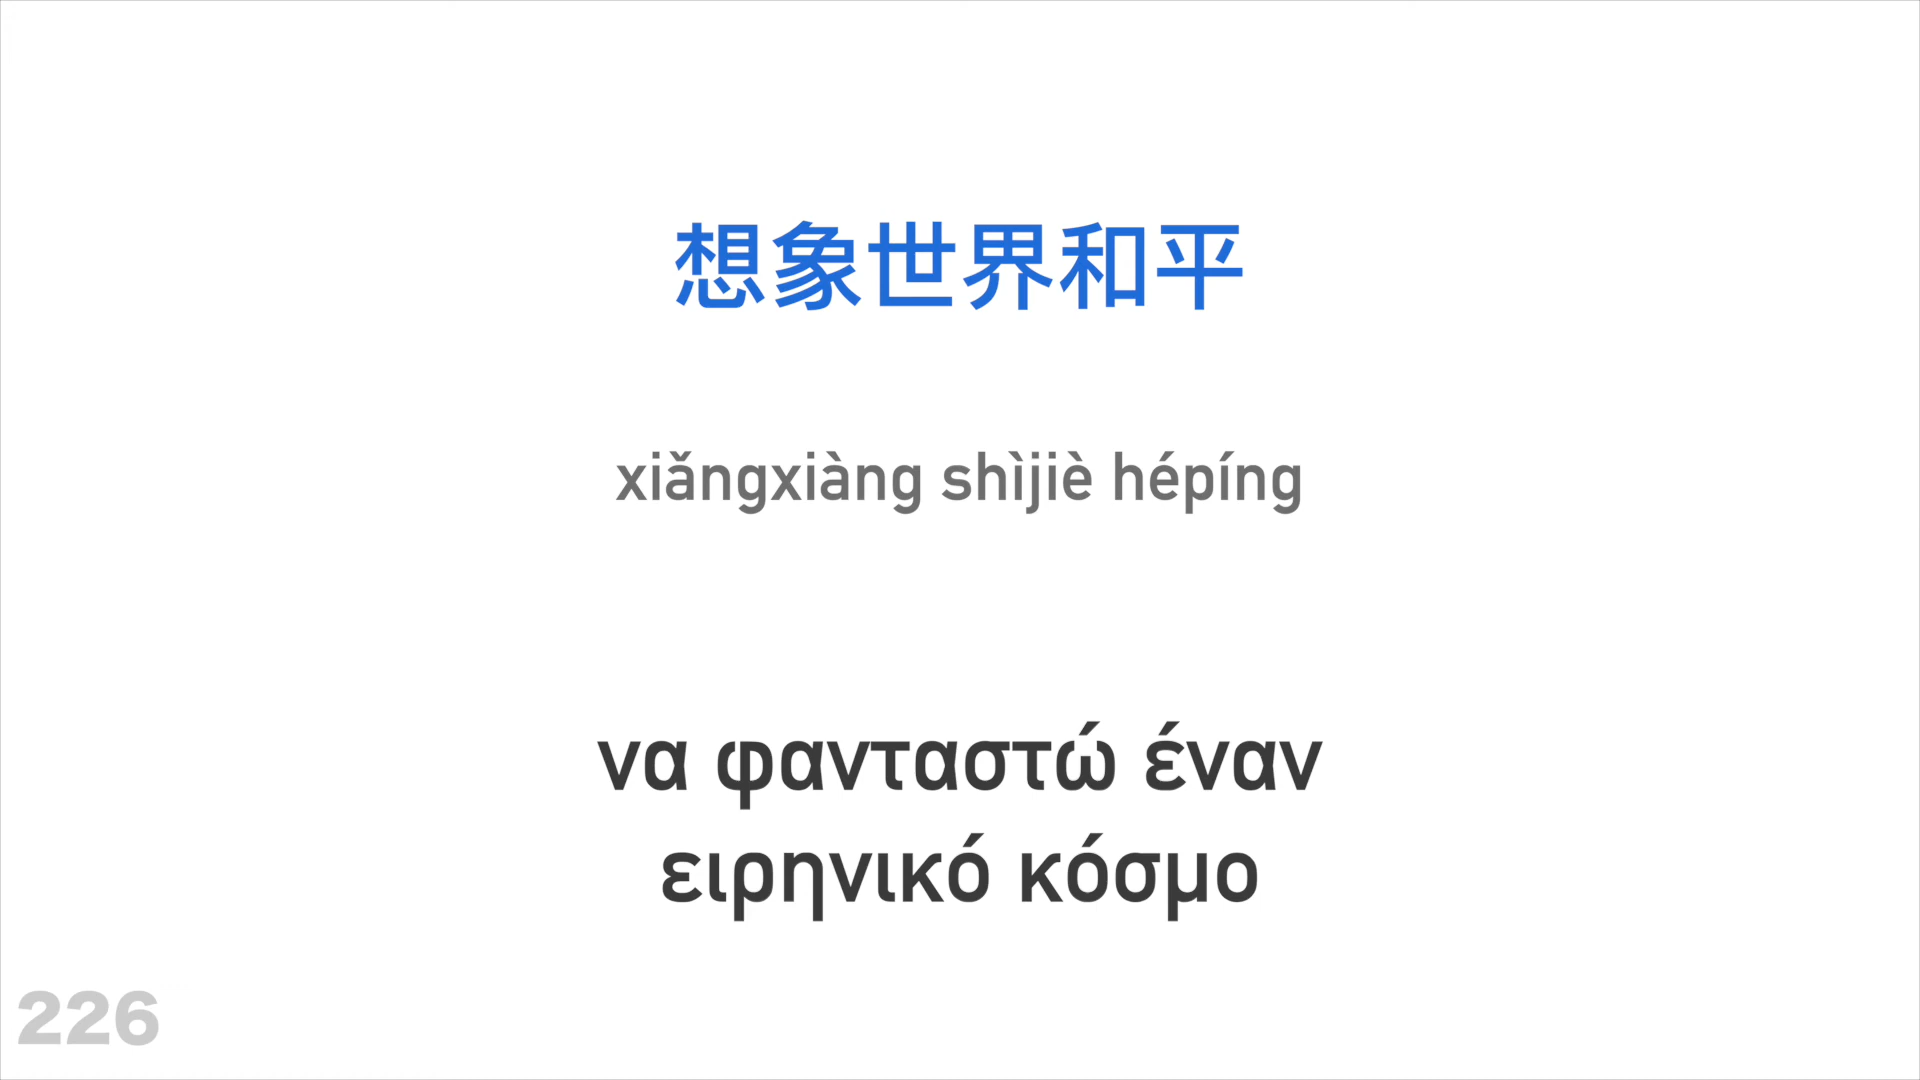 想象世界和平
xiǎngxiàng shìjiè hépíng
να φανταστώ έναν
ειρηνικό κόσμο
226